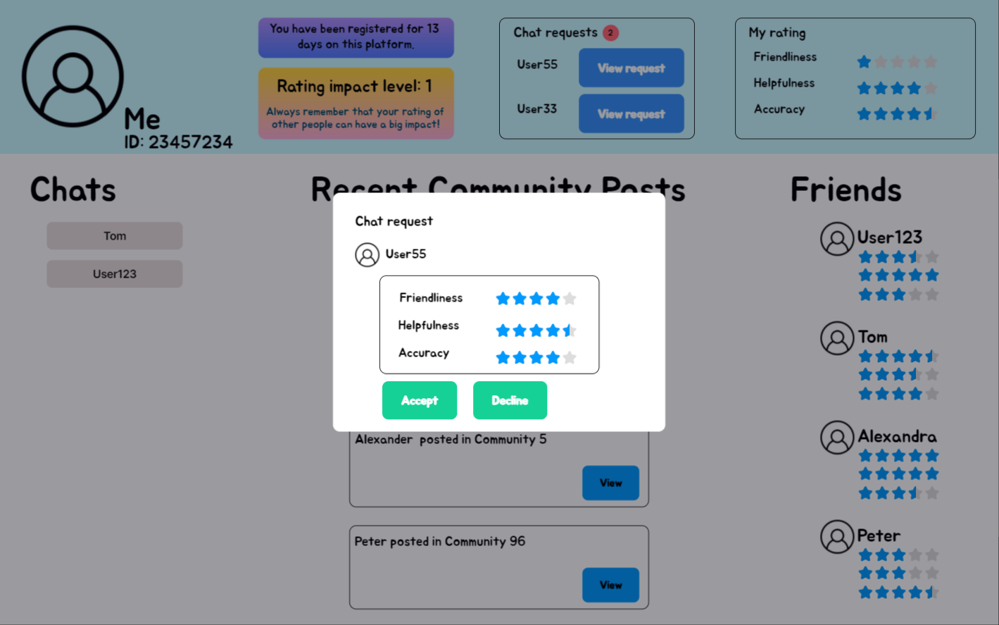 Me
ID: 23457234
You have been registered for 13
days on this platform.
Rating impact level: 1
Always remember that your rating of
other people can have a big impact!
Chat requests 2
User55 View request
User33 View request
My rating
Friendliness
Helpfulness
Accuracy
Chats
Tom
User123
Recent Community Posts
Chat request
User55
Friendliness
Helpfulness
Accuracy
Accept Decline
Alexander posted in Community 5
View
Peter posted in Community 96
View
Friends
User123
Tom
Alexandra
Peter